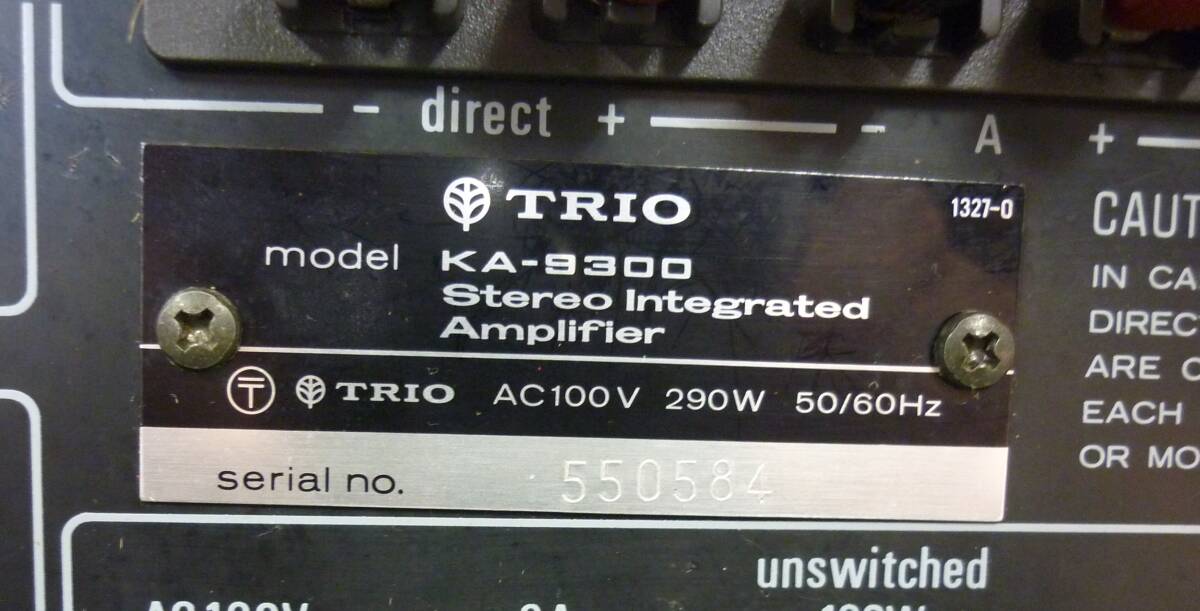 - direct + - A +
TRIO 1327-0
model KA-9300
Stereo Integrated
Amplifier
〒 TRIO AC100V 290W 50/60Hz
serial no. 550584
CAUT
IN CA
DIREC
ARE
EACH
OR MO
unswitched